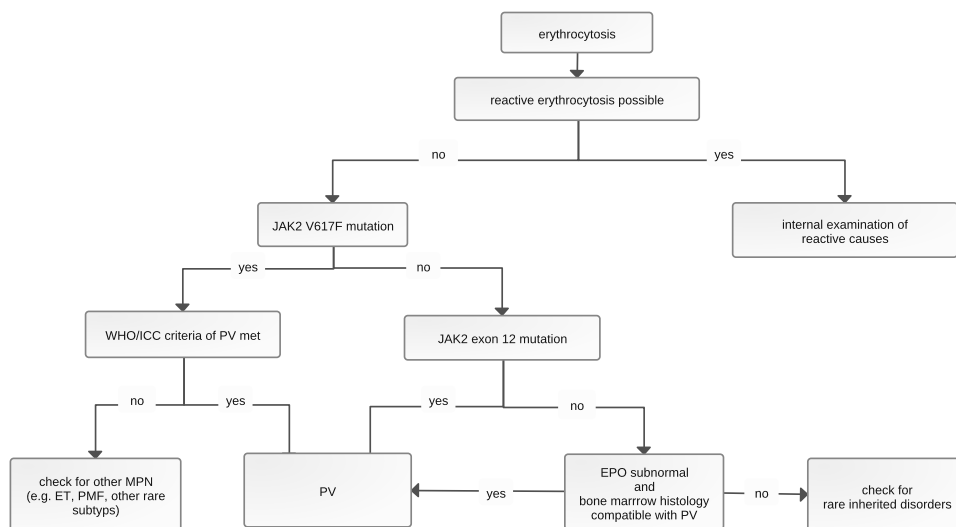 erythrocytosis
reactive erythrocytosis possible
no
yes
JAK2 V617F mutation
internal examination of
reactive causes
yes
no
WHO/ICC criteria of PV met
JAK2 exon 12 mutation
no
yes
yes
no
check for other MPN
(e.g. ET, PMF, other rare
subtyps)
PV
yes
EPO subnormal
and
bone marrrow histology
compatible with PV
no
check for
rare inherited disorders